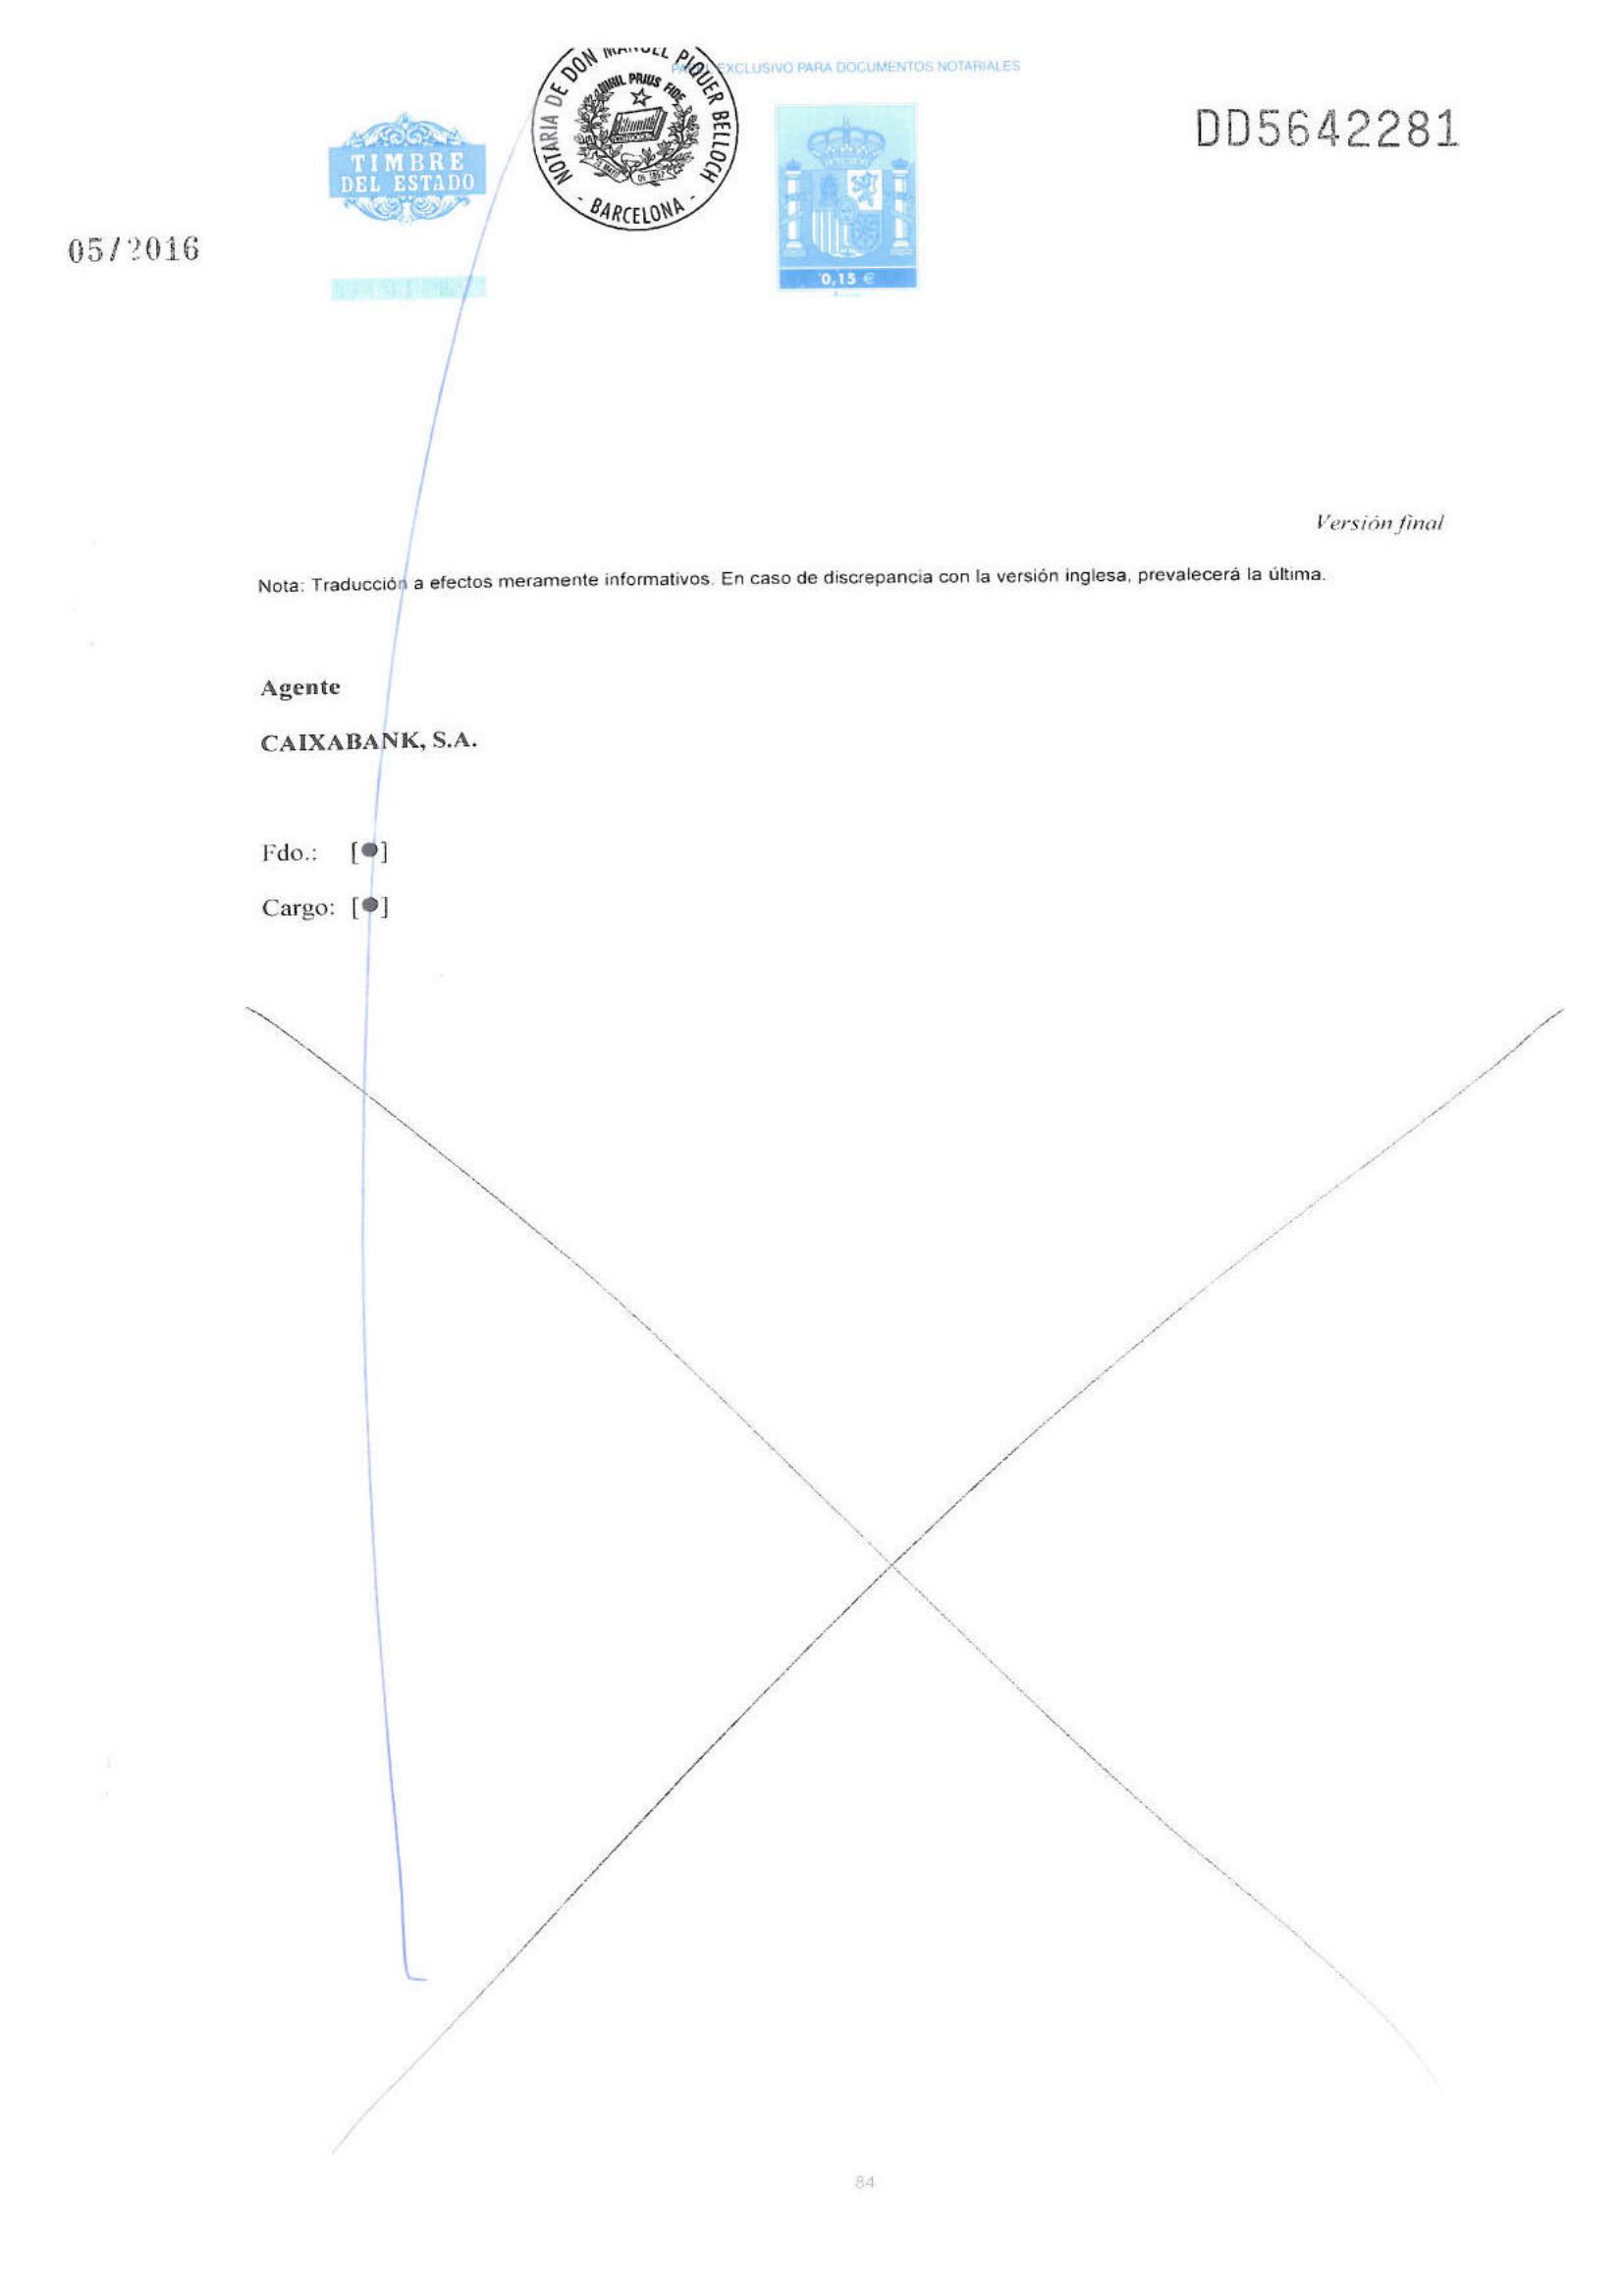 PAPEL EXCLUSIVO PARA DOCUMENTOS NOTARIALES
NOTARIA DE DON MANUEL PIQUER BELLOCH
- BARCELONA -
NIHIL PRIUS FIDE
TIMBRE
DEL ESTADO
0,15 €
DD5642281
05/2016
Versión final
Nota: Traducción a efectos meramente informativos. En caso de discrepancia con la versión inglesa, prevalecerá la última.
Agente
CAIXABANK, S.A.
Fdo.: [●]
Cargo: [●]
84